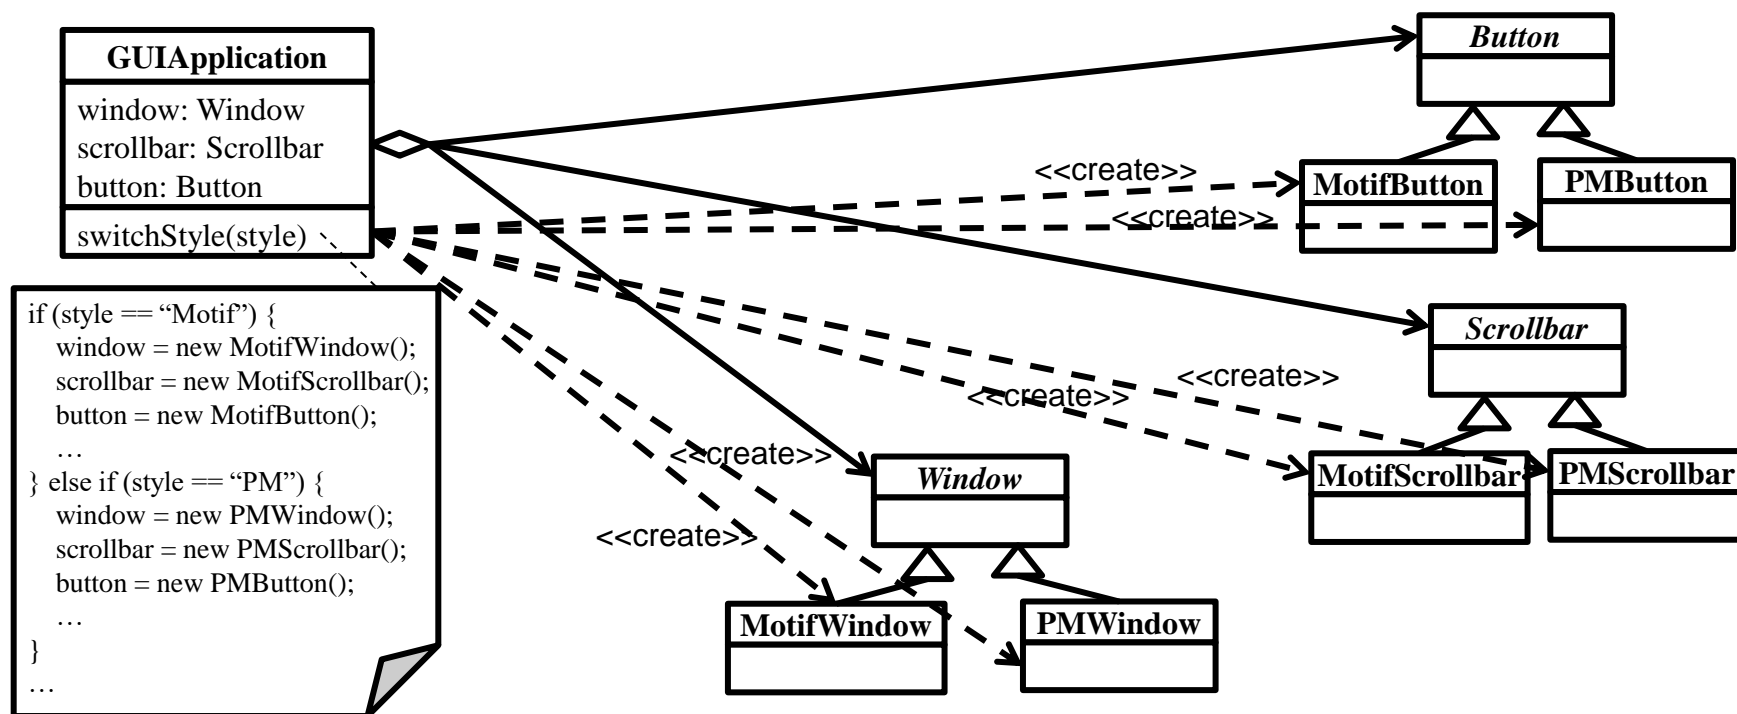 GUIApplication
window: Window
scrollbar: Scrollbar
button: Button
switchStyle(style)
if (style == “Motif”) {
window = new MotifWindow();
scrollbar = new MotifScrollbar();
button = new MotifButton();
…
} else if (style == “PM”) {
window = new PMWindow();
scrollbar = new PMScrollbar();
button = new PMButton();
…
}
…
Button
<<create>>
MotifButton
PMButton
<<create>>
Scrollbar
<<create>>
<<create>>
MotifScrollbar
PMScrollbar
<<create>>
Window
<<create>>
MotifWindow
PMWindow